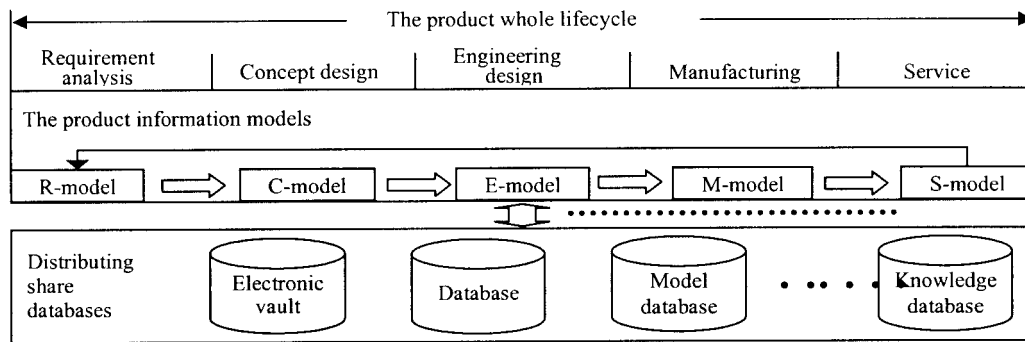 The product whole lifecycle
Requirement
analysis
Concept design
Engineering
design
Manufacturing
Service
The product information models
R-model
C-model
E-model
M-model
S-model
Distributing
share
databases
Electronic
vault
Database
Model
database
Knowledge
database